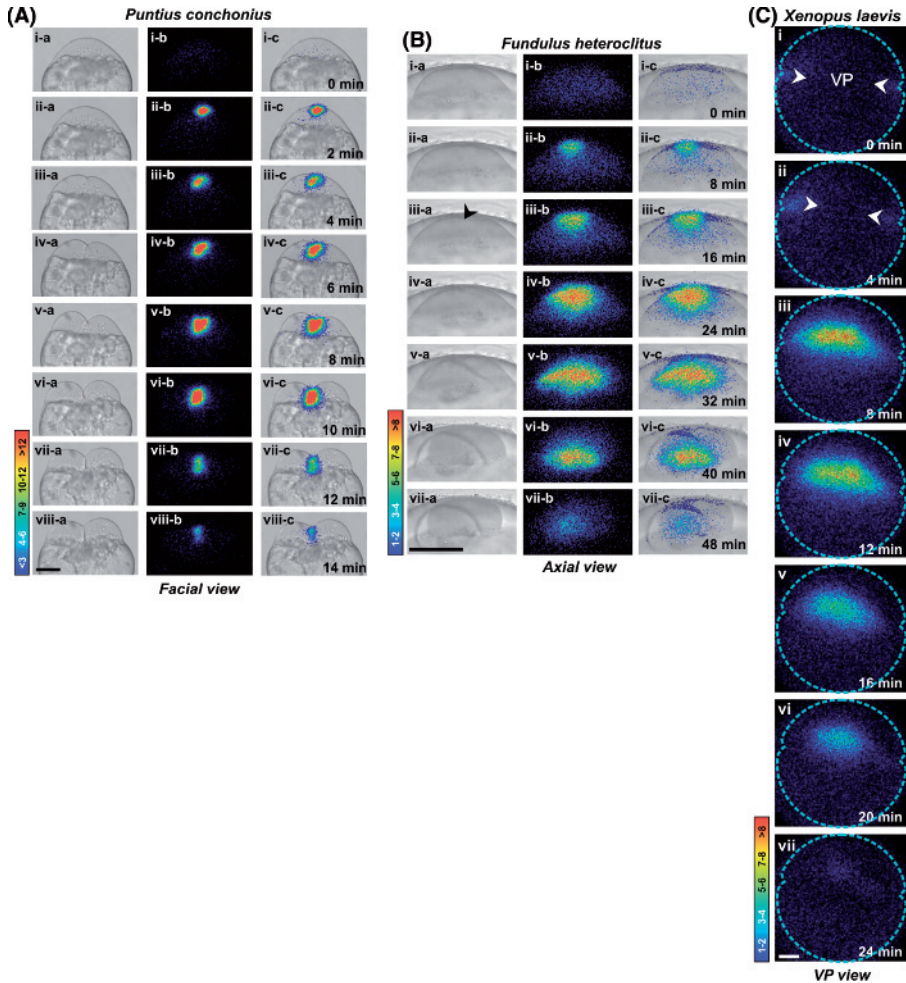 (A)
Puntius conchonius
i-a
i-b
i-c
0 min
ii-a
ii-b
ii-c
2 min
iii-a
iii-b
iii-c
4 min
iv-a
iv-b
iv-c
6 min
v-a
v-b
v-c
8 min
vi-a
vi-b
vi-c
10 min
vii-a
vii-b
vii-c
12 min
viii-a
viii-b
viii-c
14 min
<3 4-6 7-9 10-12 >12
Facial view
(B)
Fundulus heteroclitus
i-a
i-b
i-c
0 min
ii-a
ii-b
ii-c
8 min
iii-a
iii-b
iii-c
16 min
iv-a
iv-b
iv-c
24 min
v-a
v-b
v-c
32 min
vi-a
vi-b
vi-c
40 min
vii-a
vii-b
vii-c
48 min
1-2 3-4 5-6 7-8 >8
Axial view
(C)
Xenopus laevis
i
VP
0 min
ii
4 min
iii
8 min
iv
12 min
v
16 min
vi
20 min
vii
24 min
1-2 3-4 5-6 7-8 >8
VP view